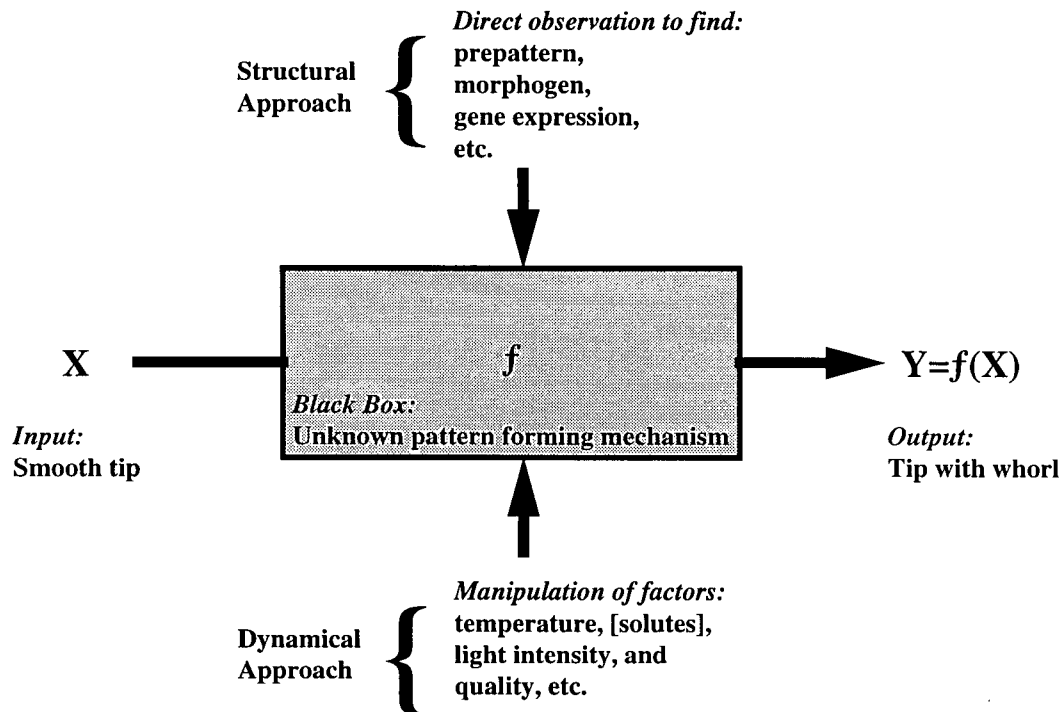 Direct observation to find:
Structural
Approach
prepattern,
morphogen,
gene expression,
etc.
X
f
Y=f(X)
Black Box:
Unknown pattern forming mechanism
Input:
Smooth tip
Output:
Tip with whorl
Dynamical
Approach
Manipulation of factors:
temperature, [solutes],
light intensity, and
quality, etc.